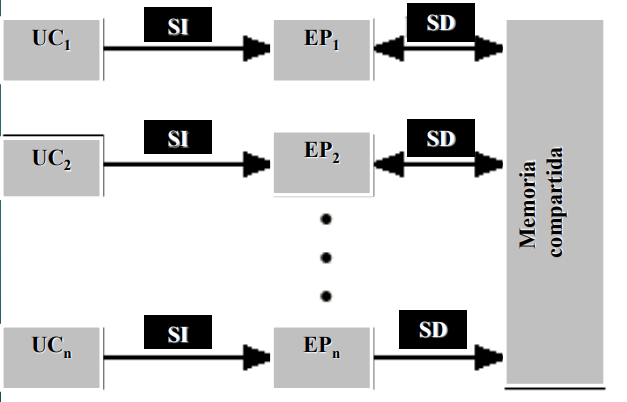 UC₁ SI EP₁ SD
UC₂ SI EP₂ SD
Memoria
compartida
UCₙ SI EPₙ SD